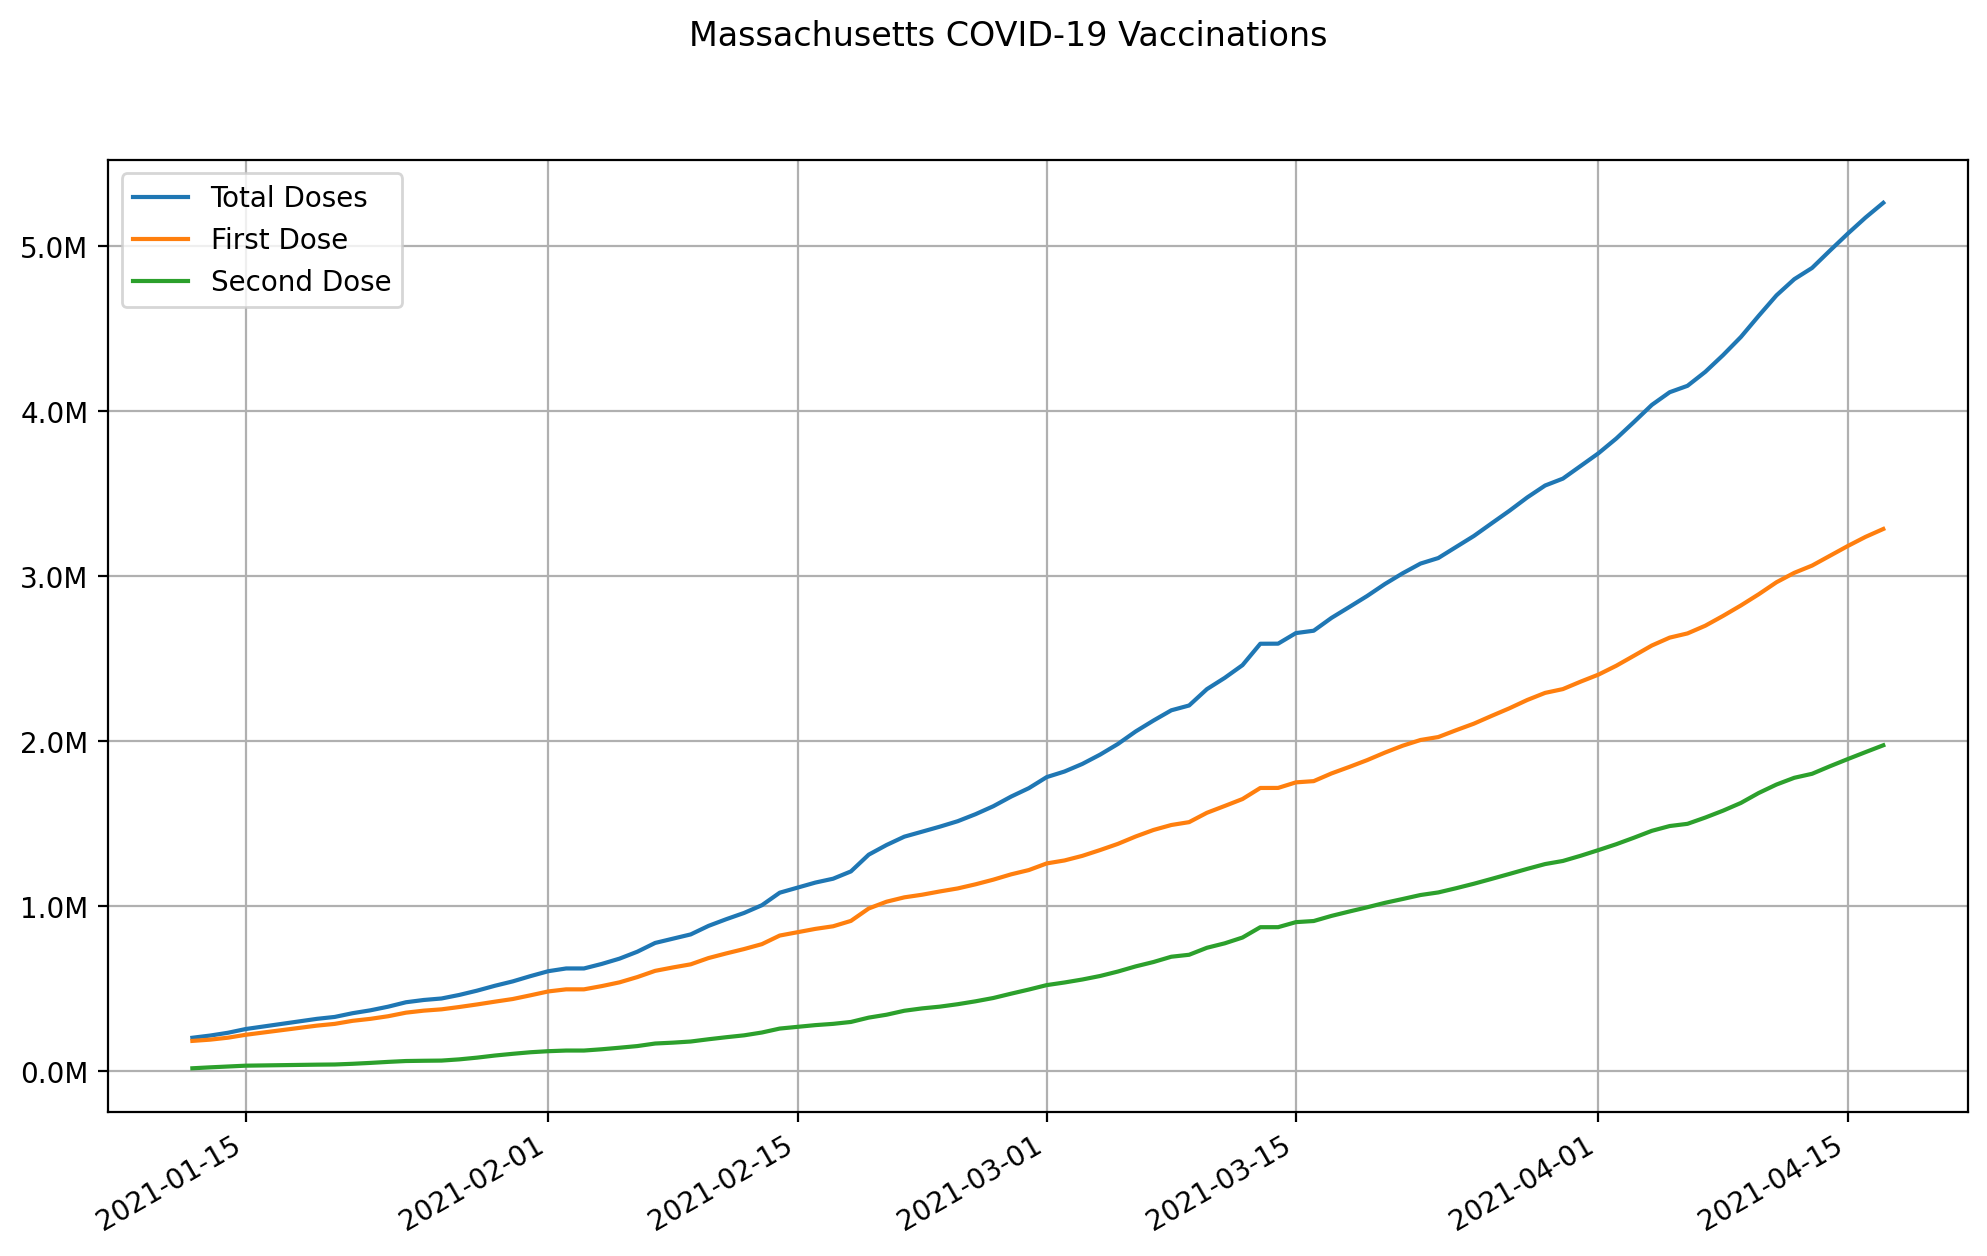 Massachusetts COVID-19 Vaccinations
Total Doses
First Dose
Second Dose
5.0M
4.0M
3.0M
2.0M
1.0M
0.0M
2021-01-15
2021-02-01
2021-02-15
2021-03-01
2021-03-15
2021-04-01
2021-04-15